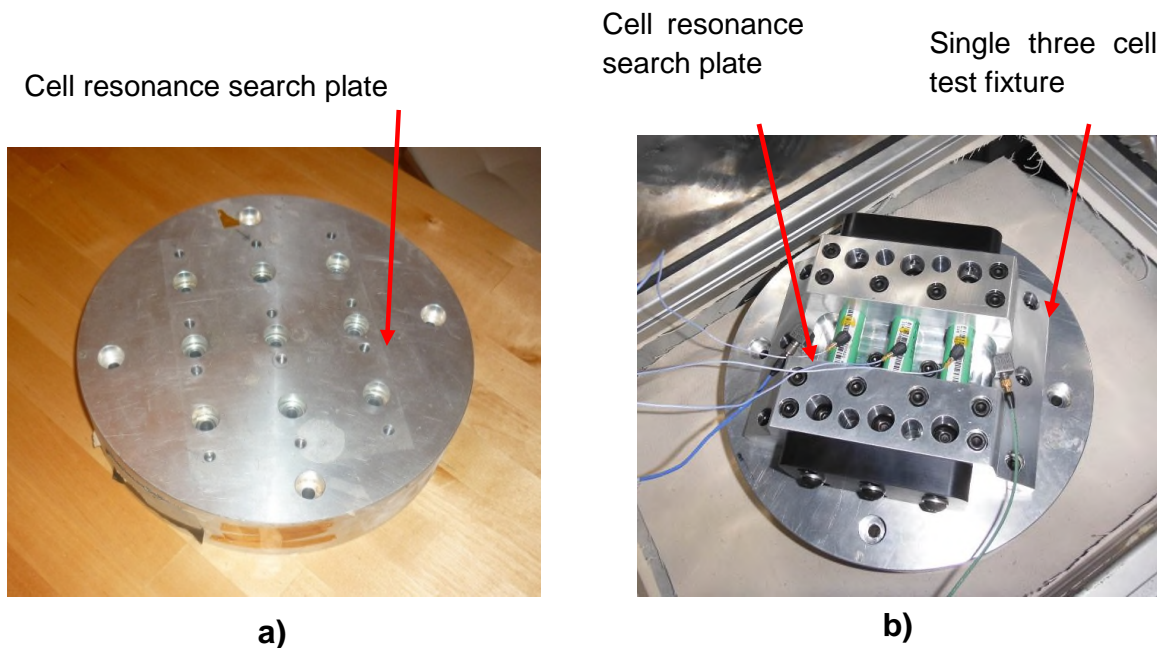 Cell resonance search plate
Cell resonance
search plate
Single three cell
test fixture
a)
b)